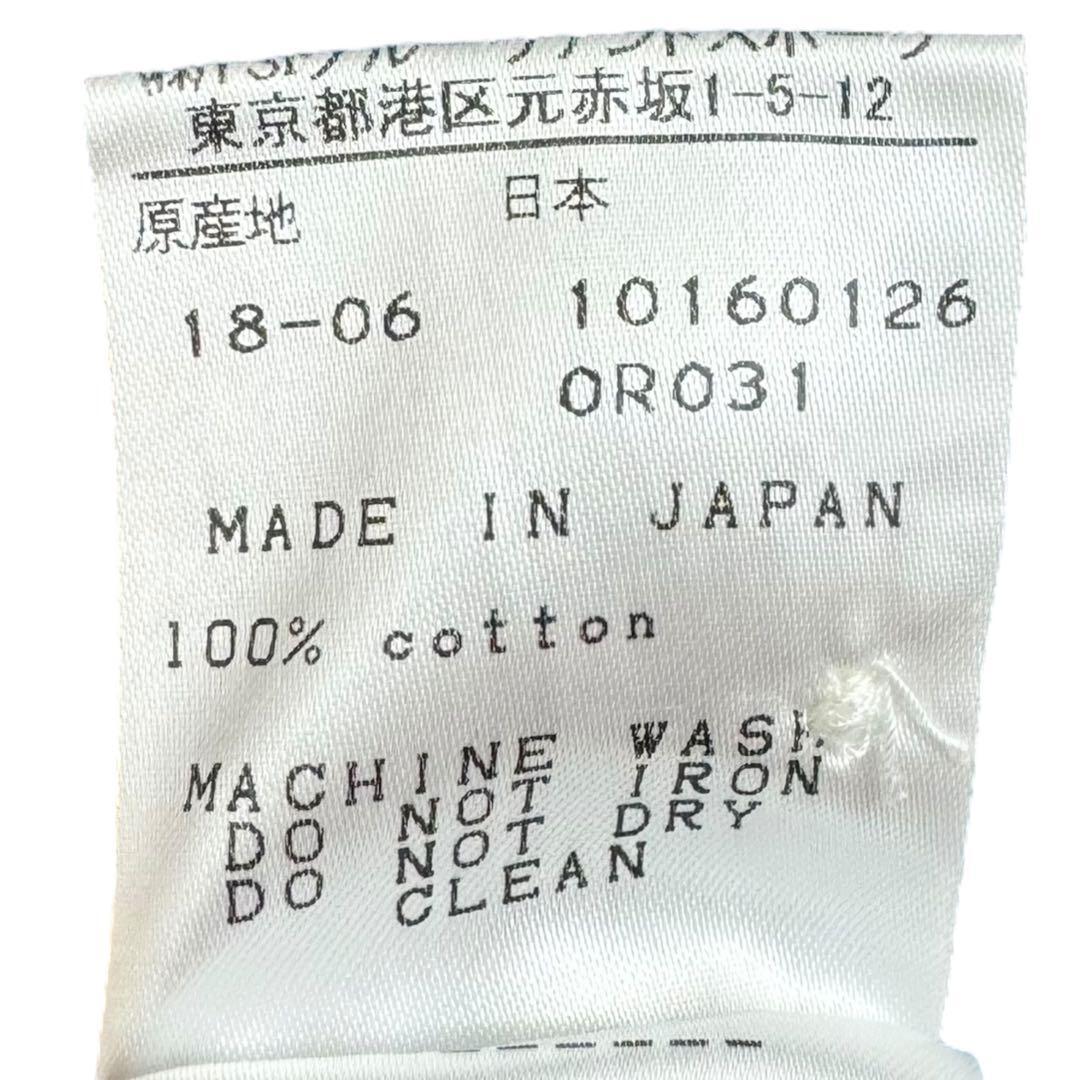 東京都港区元赤坂1-5-12
原産地 日本
18-06 10160126
0R031
MADE IN JAPAN
100% cotton
MACHINE WASH
DO NOT IRON
DO NOT DRY
CLEAN